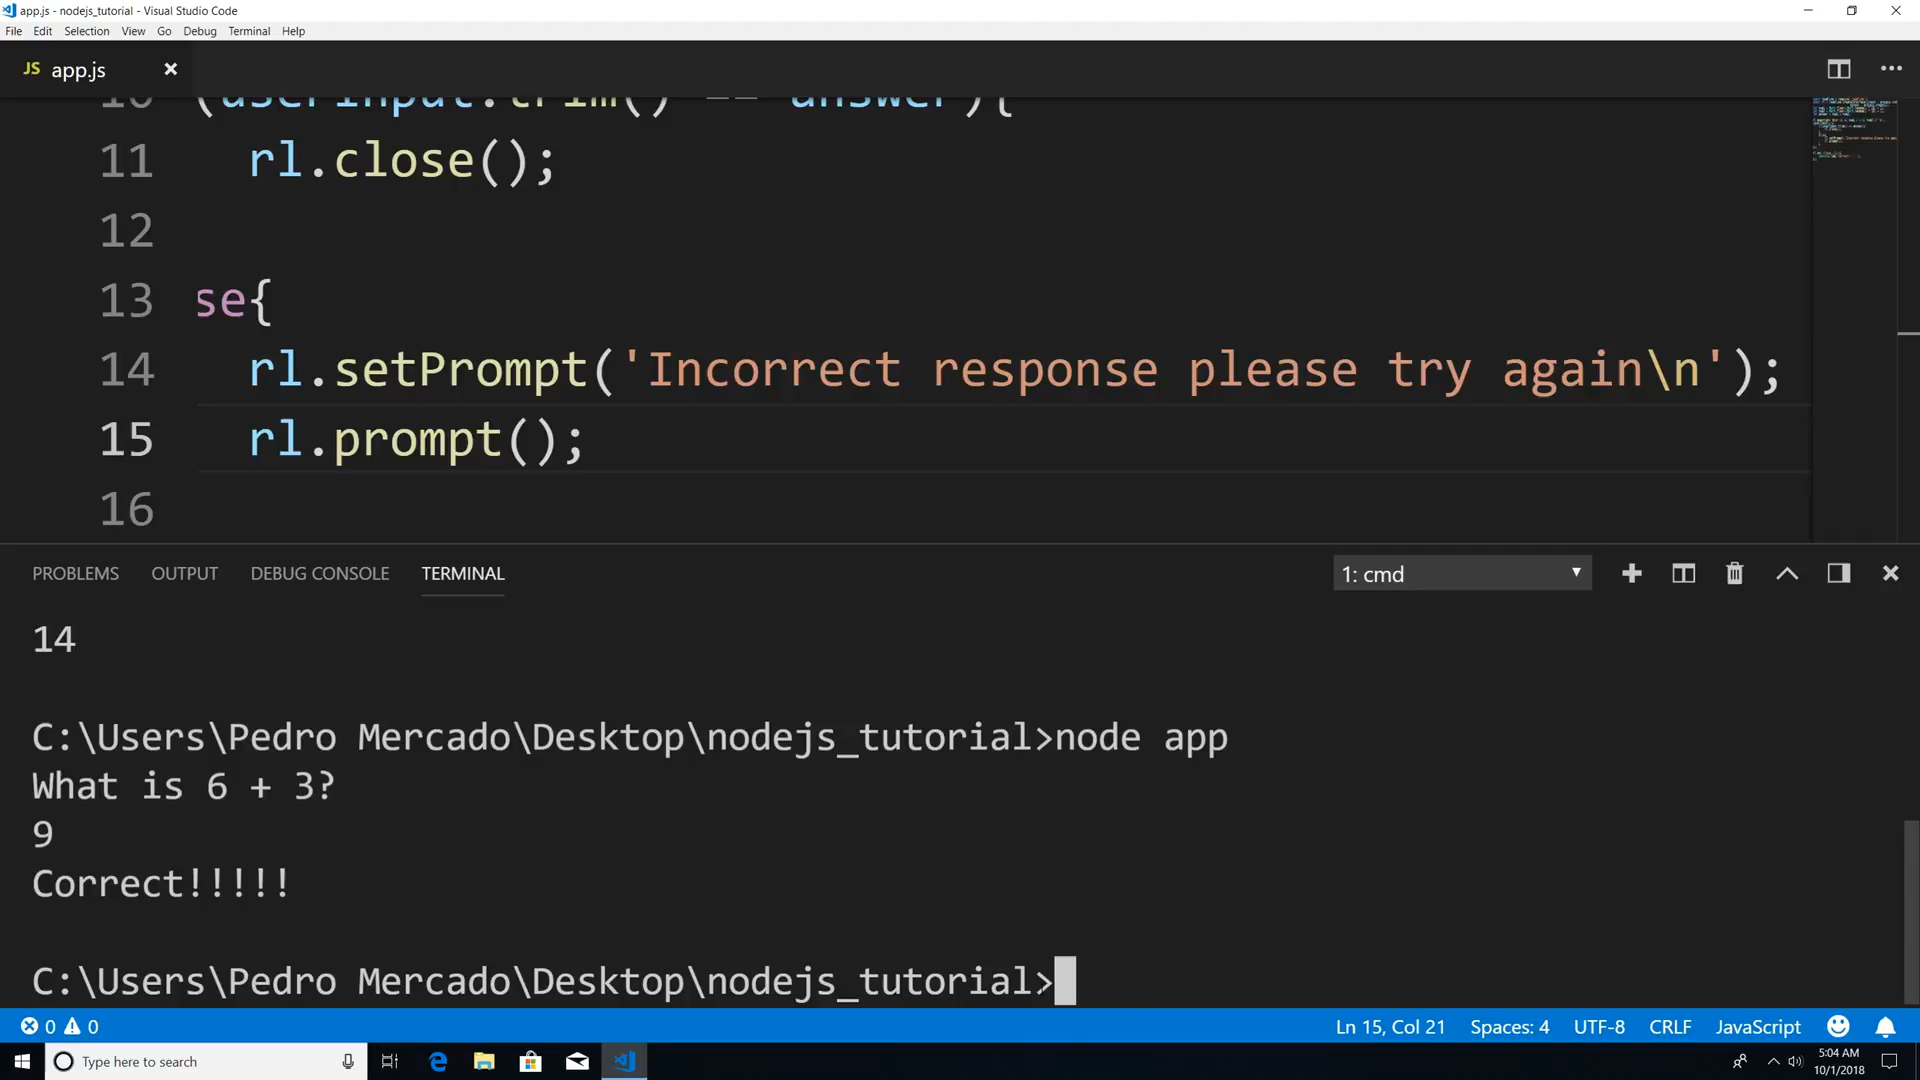 app.js - nodejs_tutorial - Visual Studio Code
File Edit Selection View Go Debug Terminal Help
JS app.js
10 (userInput.trim() == answer){
11 rl.close();
12
13 se{
14 rl.setPrompt('Incorrect response please try again\n');
15 rl.prompt();
16
PROBLEMS OUTPUT DEBUG CONSOLE TERMINAL 1: cmd
14
C:\Users\Pedro Mercado\Desktop\nodejs_tutorial>node app
What is 6 + 3?
9
Correct!!!!!
C:\Users\Pedro Mercado\Desktop\nodejs_tutorial>
0 0 Ln 15, Col 21 Spaces: 4 UTF-8 CRLF JavaScript
Type here to search
5:04 AM
10/1/2018